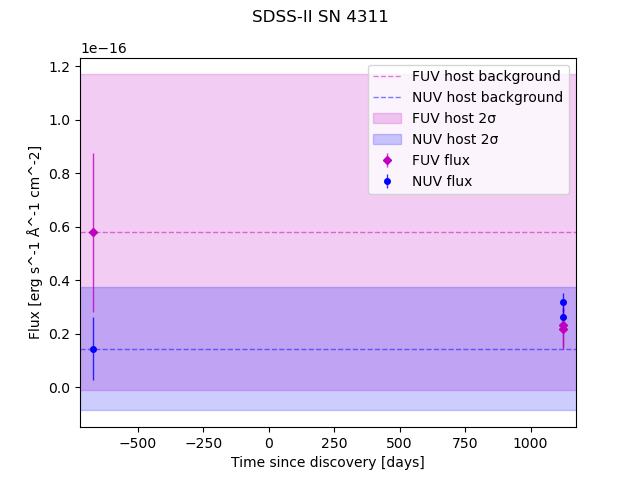 SDSS-II SN 4311
1e−16
1.2
1.0
0.8
0.6
0.4
0.2
0.0
Flux [erg s^-1 Å^-1 cm^-2]
FUV host background
NUV host background
FUV host 2σ
NUV host 2σ
FUV flux
NUV flux
−500 −250 0 250 500 750 1000
Time since discovery [days]